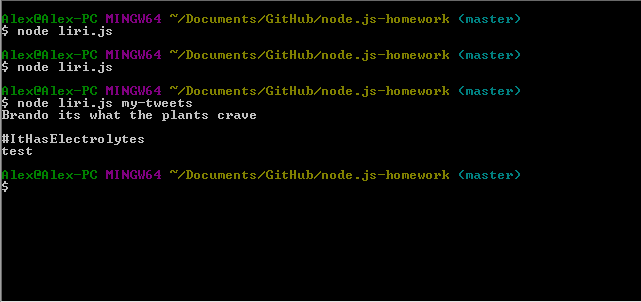 Alex@Alex-PC MINGW64 ~/Documents/GitHub/node.js-homework (master)
$ node liri.js
Alex@Alex-PC MINGW64 ~/Documents/GitHub/node.js-homework (master)
$ node liri.js
Alex@Alex-PC MINGW64 ~/Documents/GitHub/node.js-homework (master)
$ node liri.js my-tweets
Brando its what the plants crave
#ItHasElectrolytes
test
Alex@Alex-PC MINGW64 ~/Documents/GitHub/node.js-homework (master)
$